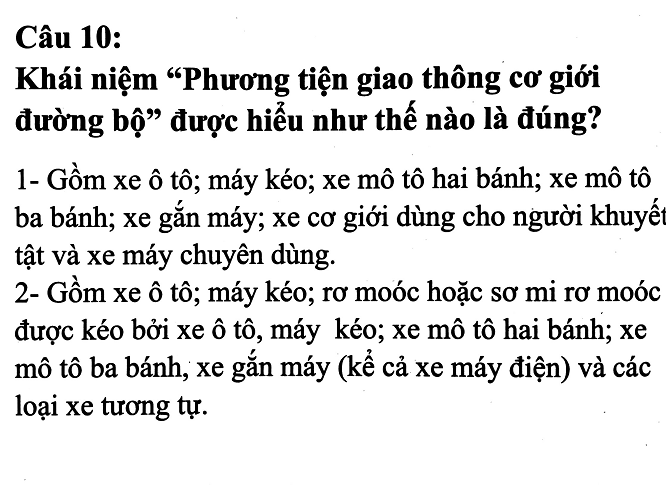 Câu 10:
Khái niệm “Phương tiện giao thông cơ giới
đường bộ” được hiểu như thế nào là đúng?
1- Gồm xe ô tô; máy kéo; xe mô tô hai bánh; xe mô tô
ba bánh; xe gắn máy; xe cơ giới dùng cho người khuyết
tật và xe máy chuyên dùng.
2- Gồm xe ô tô; máy kéo; rơ moóc hoặc sơ mi rơ moóc
được kéo bởi xe ô tô, máy kéo; xe mô tô hai bánh; xe
mô tô ba bánh, xe gắn máy (kể cả xe máy điện) và các
loại xe tương tự.